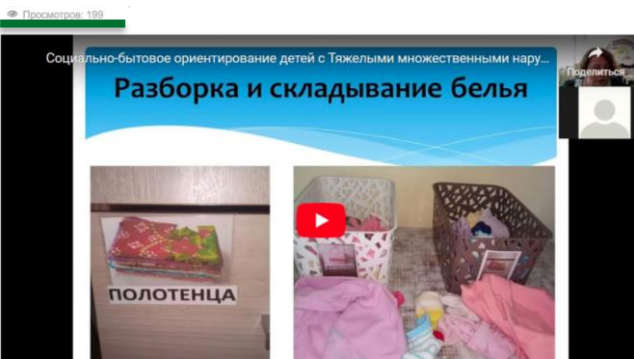 Просмотров: 199
Социально-бытовое ориентирование детей с Тяжелыми множественными нару...
Поделиться
Разборка и складывание белья
ПОЛОТЕНЦА